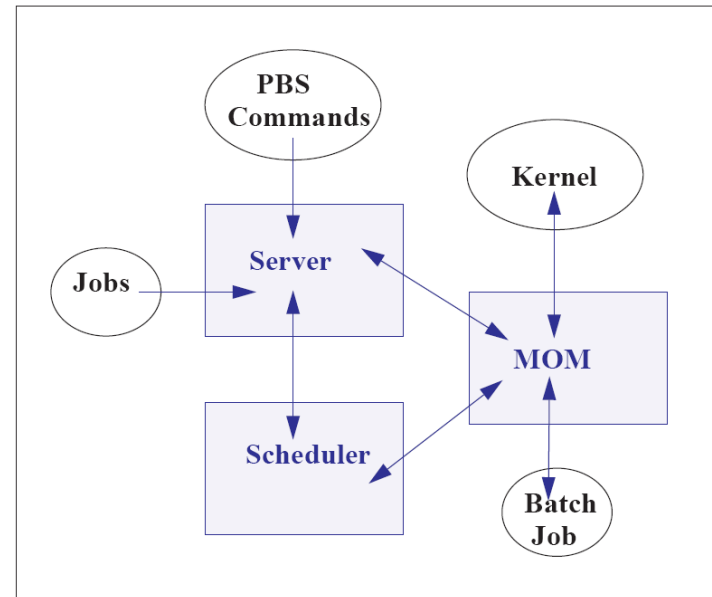 PBS
Commands
Kernel
Server
Jobs
MOM
Scheduler
Batch
Job